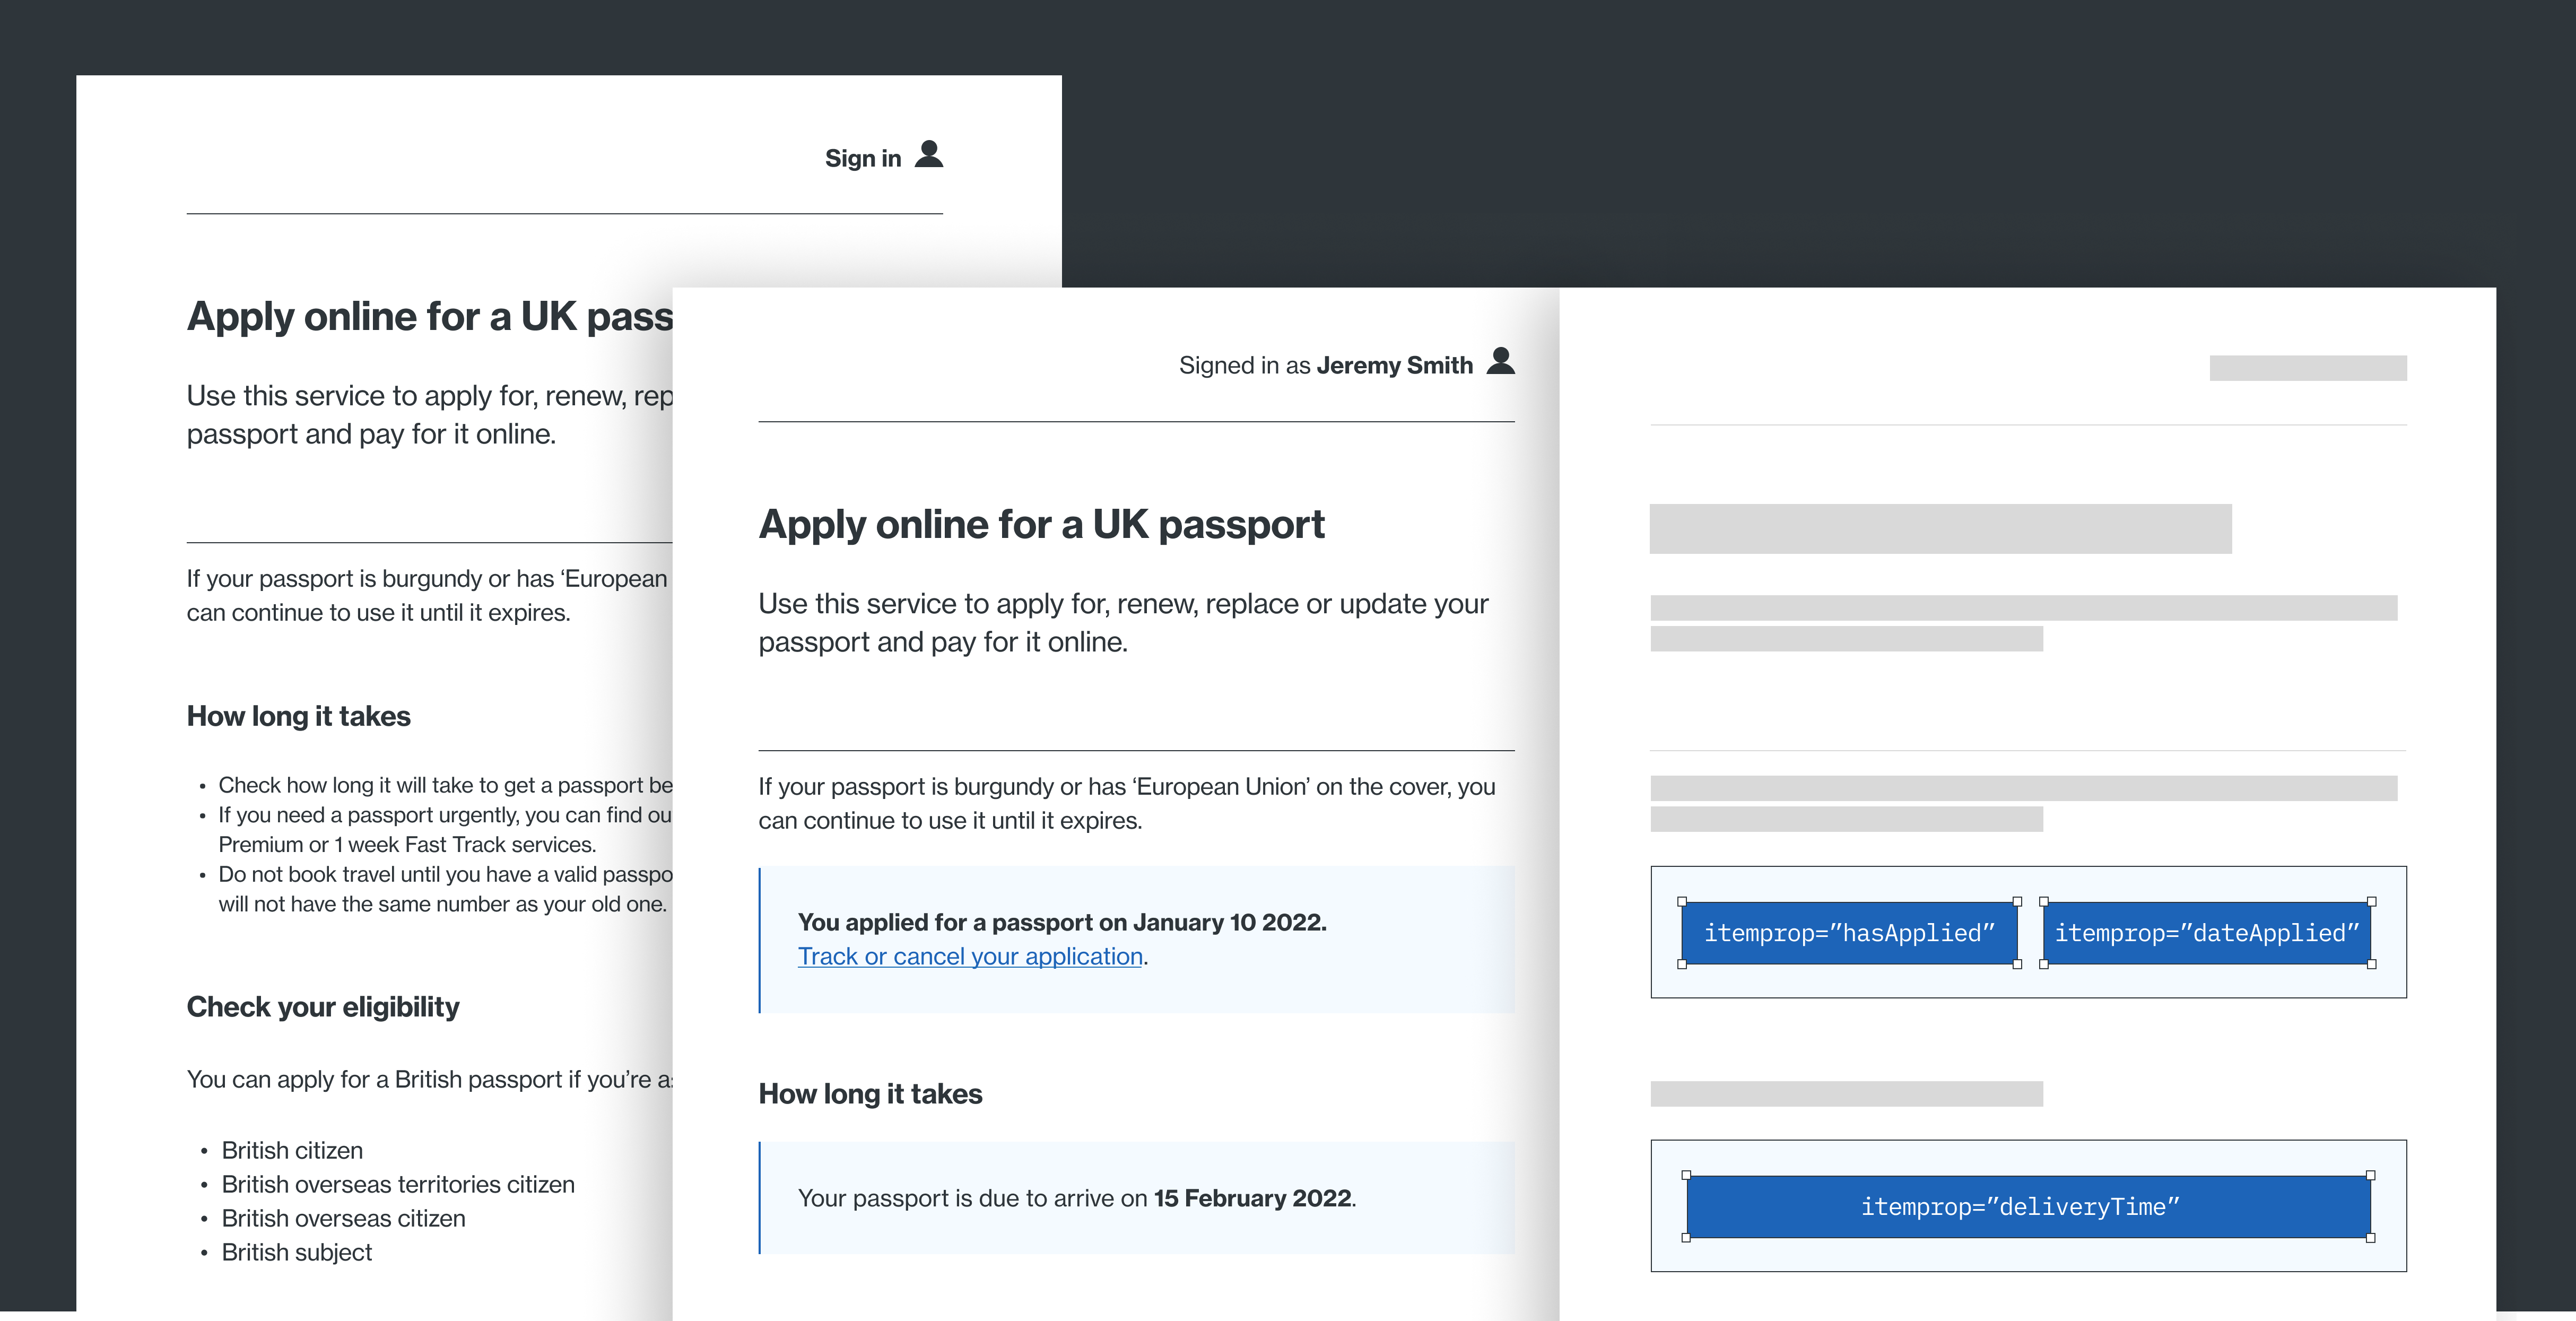 Sign in
Apply online for a UK pass
Use this service to apply for, renew, rep
passport and pay for it online.
If your passport is burgundy or has ‘European
can continue to use it until it expires.
How long it takes
• Check how long it will take to get a passport be
• If you need a passport urgently, you can find ou
Premium or 1 week Fast Track services.
• Do not book travel until you have a valid passpo
will not have the same number as your old one.
Check your eligibility
You can apply for a British passport if you’re a
• British citizen
• British overseas territories citizen
• British overseas citizen
• British subject
Signed in as Jeremy Smith
Apply online for a UK passport
Use this service to apply for, renew, replace or update your
passport and pay for it online.
If your passport is burgundy or has ‘European Union’ on the cover, you
can continue to use it until it expires.
You applied for a passport on January 10 2022.
Track or cancel your application.
How long it takes
Your passport is due to arrive on 15 February 2022.
itemprop=”hasApplied” itemprop=”dateApplied”
itemprop=”deliveryTime”